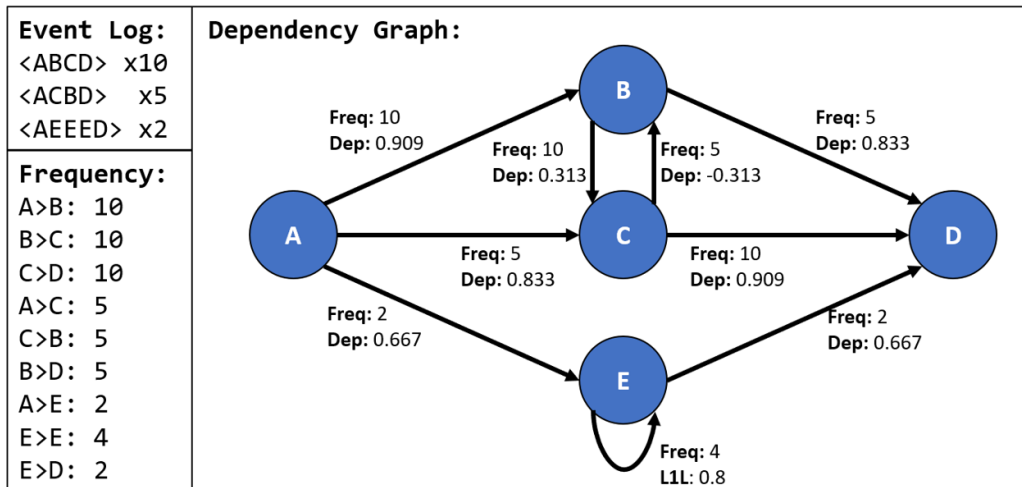 Event Log:
<ABCD> x10
<ACBD> x5
<AEEED> x2
Frequency:
A>B: 10
B>C: 10
C>D: 10
A>C: 5
C>B: 5
B>D: 5
A>E: 2
E>E: 4
E>D: 2
Dependency Graph:
B
Freq: 10
Dep: 0.909
Freq: 10
Dep: 0.313
Freq: 5
Dep: -0.313
Freq: 5
Dep: 0.833
A
C
D
Freq: 5
Dep: 0.833
Freq: 10
Dep: 0.909
Freq: 2
Dep: 0.667
Freq: 2
Dep: 0.667
E
Freq: 4
L1L: 0.8